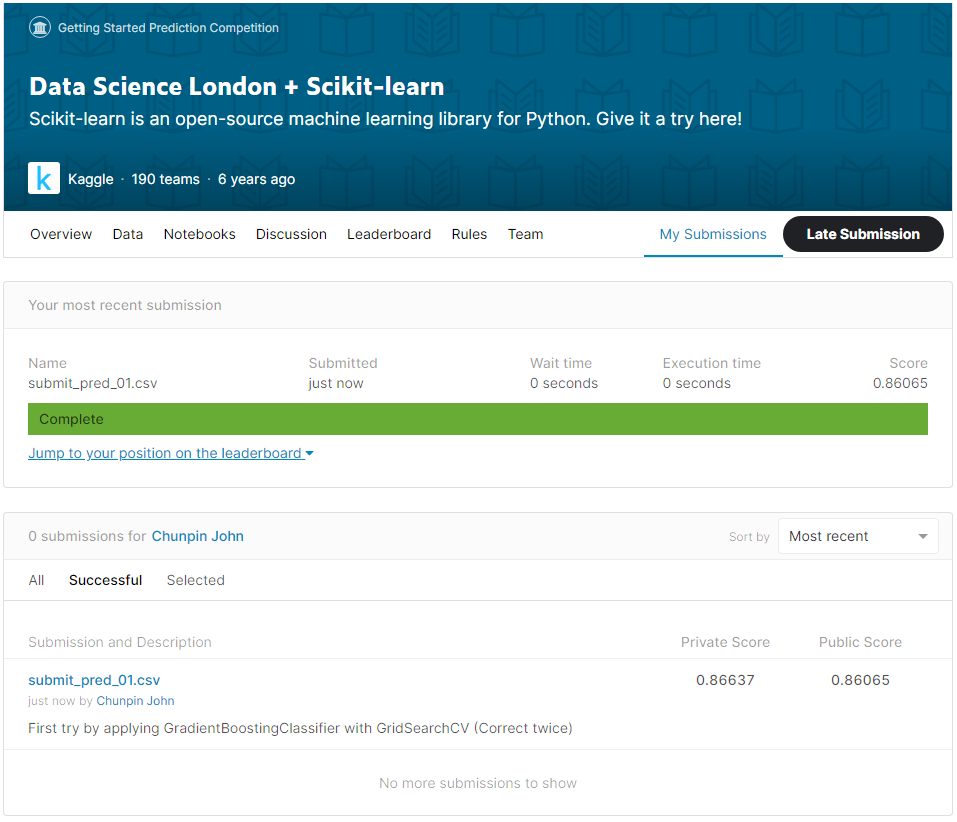 Getting Started Prediction Competition
Data Science London + Scikit-learn
Scikit-learn is an open-source machine learning library for Python. Give it a try here!
k Kaggle · 190 teams · 6 years ago
Overview Data Notebooks Discussion Leaderboard Rules Team My Submissions Late Submission
Your most recent submission
Name Submitted Wait time Execution time Score
submit_pred_01.csv just now 0 seconds 0 seconds 0.86065
Complete
Jump to your position on the leaderboard
0 submissions for Chunpin John Sort by Most recent
All Successful Selected
Submission and Description Private Score Public Score
submit_pred_01.csv 0.86637 0.86065
just now by Chunpin John
First try by applying GradientBoostingClassifier with GridSearchCV (Correct twice)
No more submissions to show